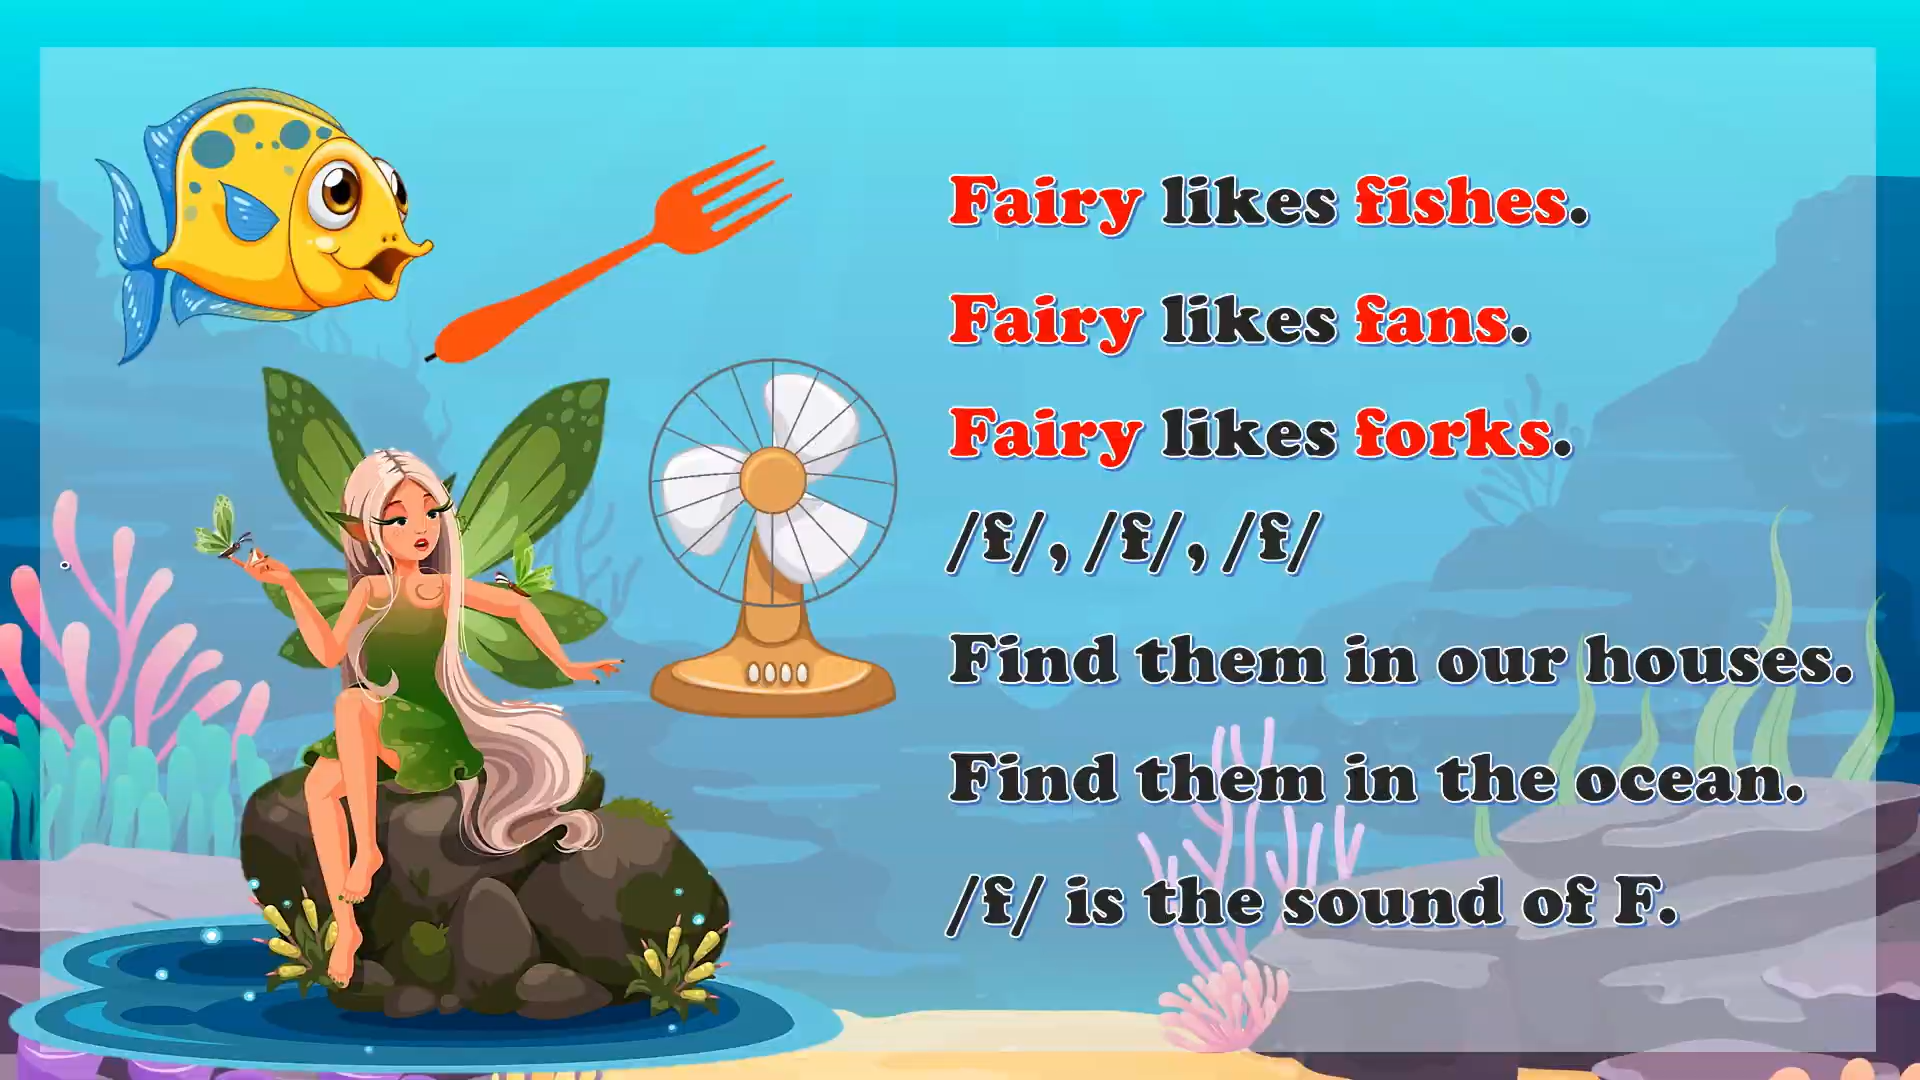 Fairy likes fishes.
Fairy likes fans.
Fairy likes forks.
/f/, /f/, /f/
Find them in our houses.
Find them in the ocean.
/f/ is the sound of F.